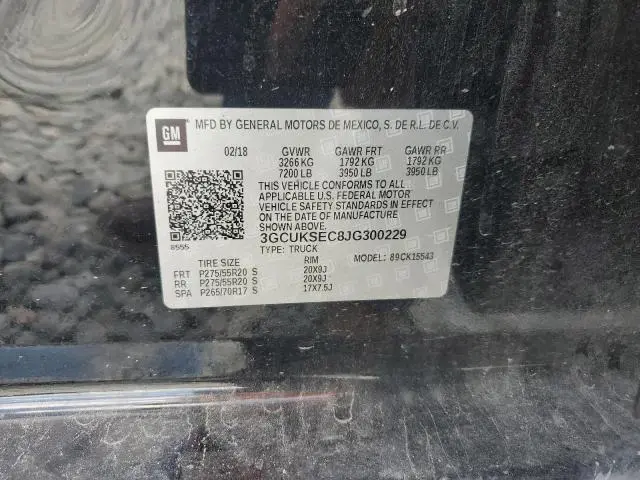 GM
MFD BY GENERAL MOTORS DE MEXICO, S. DE R.L. DE C.V.
02/18 GVWR GAWR FRT GAWR RR
3266 KG 1792 KG 1792 KG
7200 LB 3950 LB 3950 LB
THIS VEHICLE CONFORMS TO ALL
APPLICABLE U.S. FEDERAL MOTOR
VEHICLE SAFETY STANDARDS IN EFFECT
ON THE DATE OF MANUFACTURE
SHOWN ABOVE.
3GCUKSEC8JG300229
8555 TYPE: TRUCK
TIRE SIZE RIM MODEL: 89CK15543
FRT P275/55R20 S 20X9J
RR P275/55R20 S 20X9J
SPA P265/70R17 S 17X7.5J